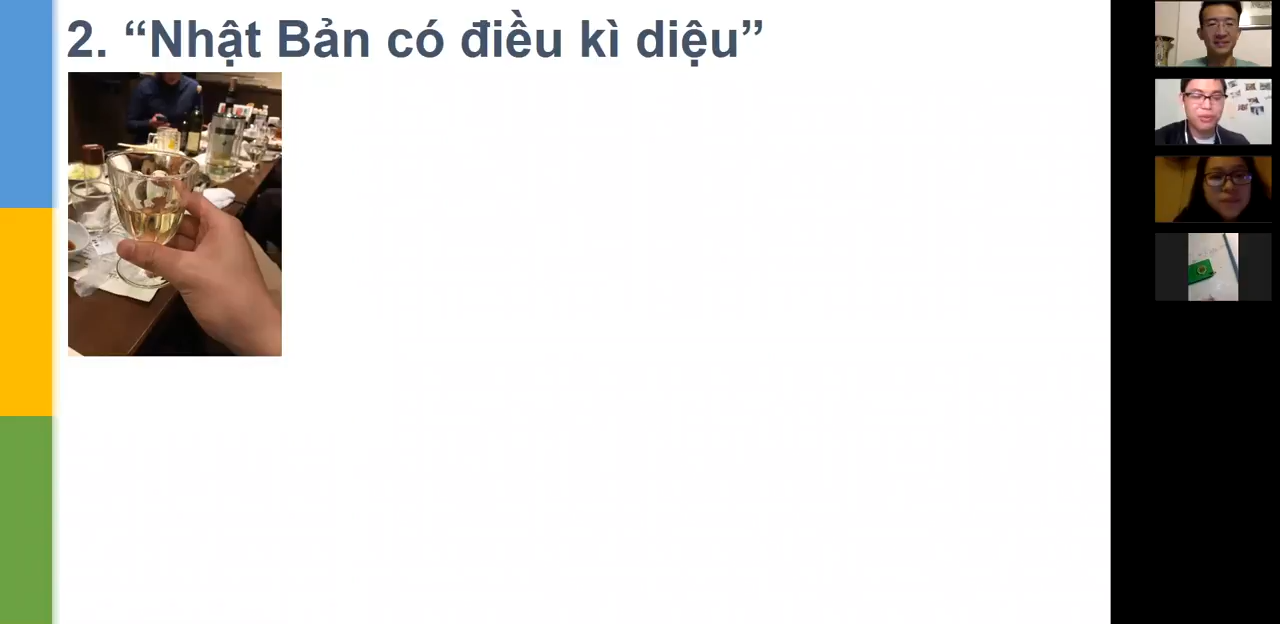 2. “Nhật Bản có điều kì diệu”